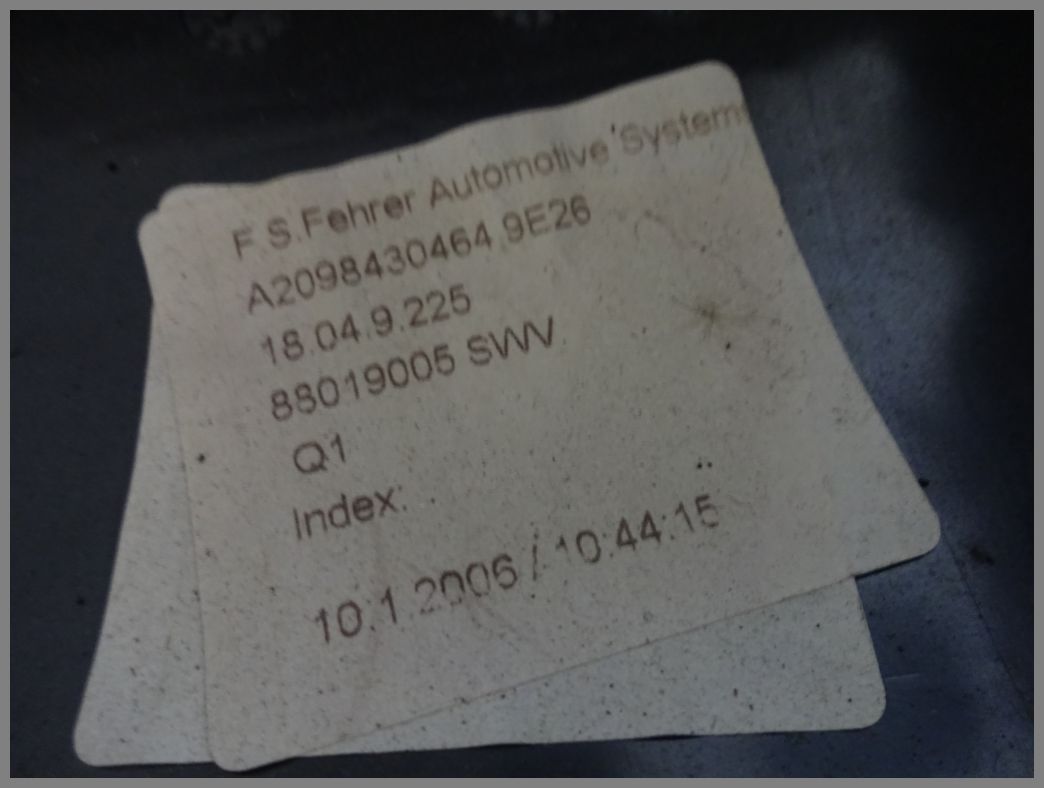 F.S.Fehrer Automotive Systems
A2098430464 9E26
18.04.9.225
88019005 SWV
Q1
Index:
10.1.2006 / 10:44:15